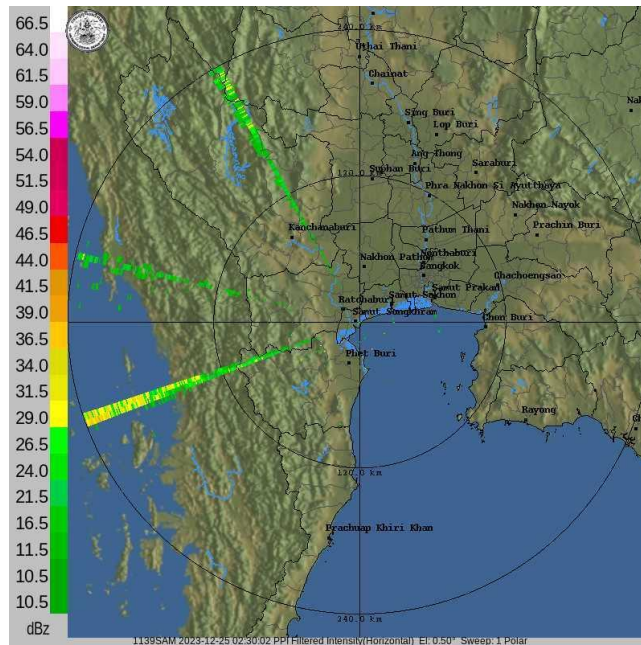 66.5
64.0
61.5
59.0
56.5
54.0
51.5
49.0
46.5
44.0
41.5
39.0
36.5
34.0
31.5
29.0
26.5
24.0
21.5
16.5
11.5
10.5
10.5
dBz
240.0 km
Uthai Thani
Chainat
Sing Buri
Lop Buri
Ang Thong
Saraburi
Suphan Buri
120.0 km
Phra Nakhon Si Ayutthaya
Nakhon Nayok
Kanchanaburi
Pathum Thani
Prachin Buri
Nonthaburi
Nakhon Pathom
Bangkok
Chachoengsao
Samut Prakan
Ratchaburi
Samut Sakhon
Samut Songkhram
Chon Buri
Phet Buri
Rayong
120.0 km
Prachuap Khiri Khan
240.0 km
1139SAM 2023-12-25 02:30:02 PPI Filtered Intensity(Horizontal) El: 0.50° Sweep: 1 Polar